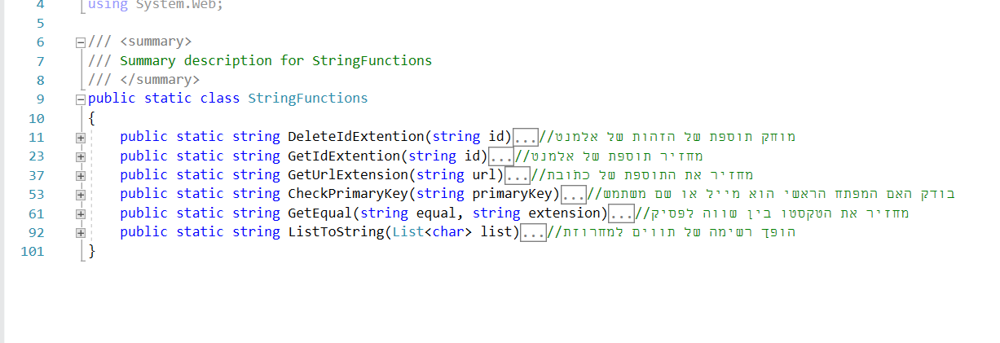 4 using System.Web;
5
6 /// <summary>
7 /// Summary description for StringFunctions
8 /// </summary>
9 public static class StringFunctions
10 {
11 public static string DeleteIdExtention(string id)...//מוחק תוספת של הזהות של אלמנט
23 public static string GetIdExtention(string id)...//מחזיר תוספת של אלמנט
37 public static string GetUrlExtension(string url)...//מחזיר את התוספת של כתובת
53 public static string CheckPrimaryKey(string primaryKey)...//בודק האם המפתח הראשי הוא מייל או שם משתמש
61 public static string GetEqual(string equal, string extension)...//מחזיר את הטקסטו בין שווה לפסיק
92 public static string ListToString(List<char> list)...//הופך רשימה של תווים למחרוזת
101 }